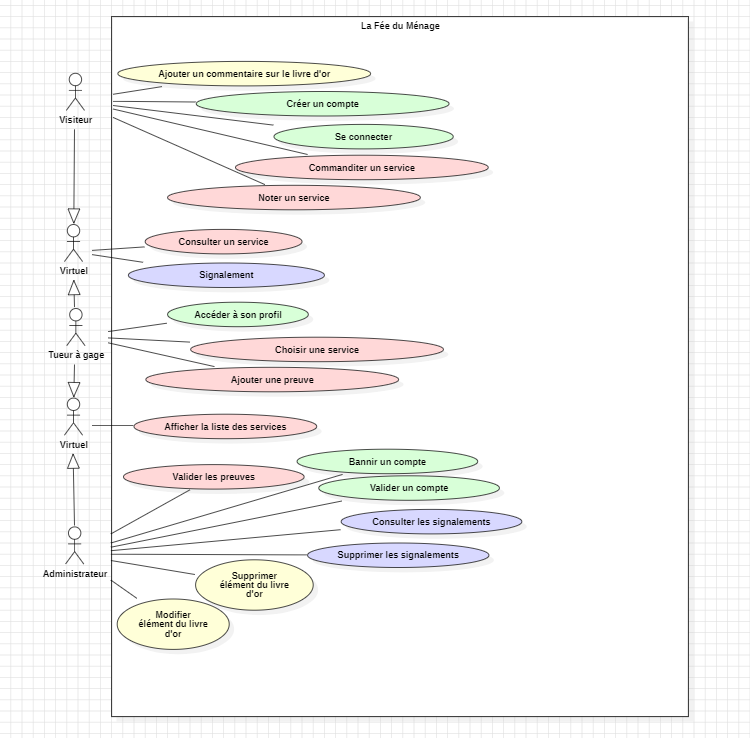 La Fée du Ménage
Ajouter un commentaire sur le livre d'or
Créer un compte
Visiteur
Se connecter
Commanditer un service
Noter un service
Consulter un service
Virtuel
Signalement
Accéder à son profil
Tueur à gage
Choisir une service
Ajouter une preuve
Afficher la liste des services
Virtuel
Bannir un compte
Valider les preuves
Valider un compte
Consulter les signalements
Supprimer les signalements
Administrateur
Supprimer
élément du livre
d'or
Modifier
élément du livre
d'or